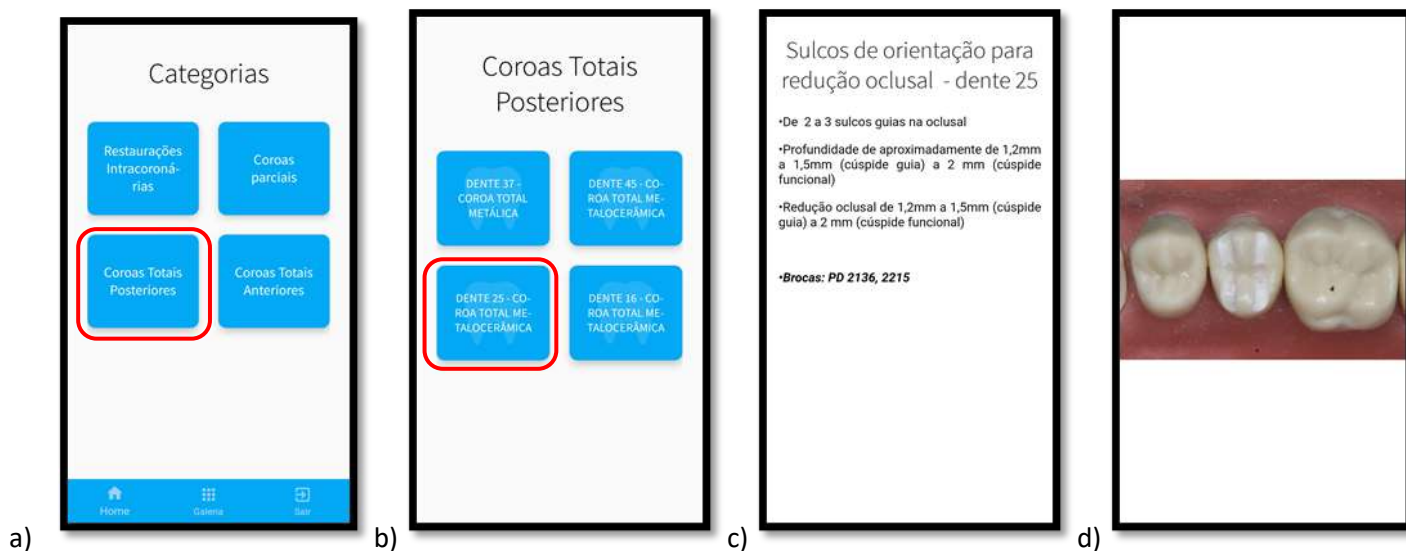 Categorias
Restaurações
Intracoroná-
rias
Coroas
parciais
Coroas Totais
Posteriores
Coroas Totais
Anteriores
Home
Galeria
Sair
a)
Coroas Totais
Posteriores
DENTE 37 -
COROA TOTAL
METÁLICA
DENTE 45 - CO-
ROA TOTAL ME-
TALOCERÂMICA
DENTE 25 - CO-
ROA TOTAL ME-
TALOCERÂMICA
DENTE 16 - CO-
ROA TOTAL ME-
TALOCERÂMICA
b)
Sulcos de orientação para
redução oclusal - dente 25
•De 2 a 3 sulcos guias na oclusal
•Profundidade de aproximadamente de 1,2mm
a 1,5mm (cúspide guia) a 2 mm (cúspide
funcional)
•Redução oclusal de 1,2mm a 1,5mm (cúspide
guia) a 2 mm (cúspide funcional)
•Brocas: PD 2136, 2215
c)
d)